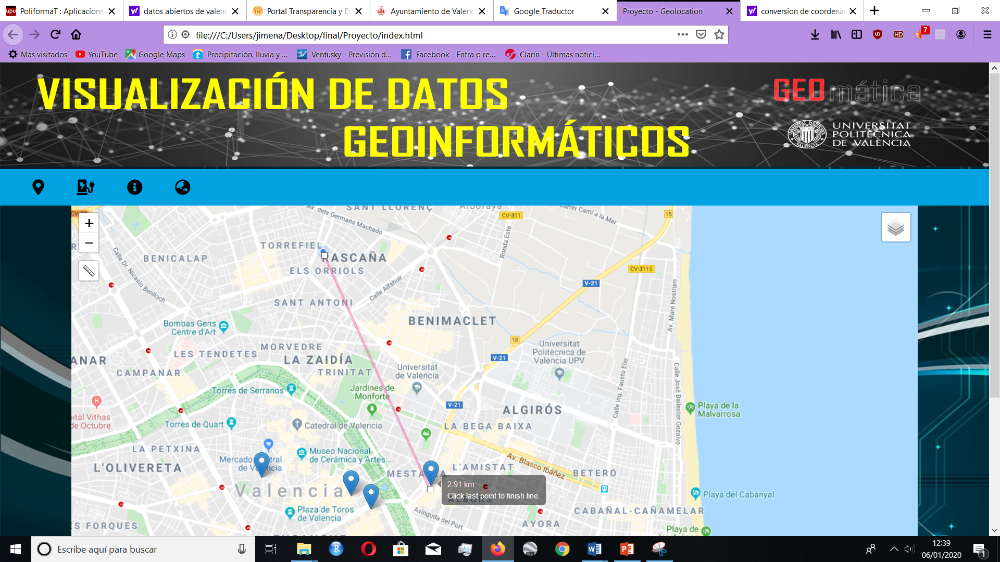 PoliformaT : Aplicacione
datos abiertos de valenc
Portal Transparencia y D
Ayuntamiento de Valenc
Google Traductor
Proyecto - Geolocation
conversion de coordena
file:///C:/Users/jimena/Desktop/final/Proyecto/index.html
7
Más visitados
YouTube
Google Maps
Precipitación, lluvia y ...
Ventusky - Previsión d...
Facebook - Entra o re...
Clarín - Últimas notici...
VISUALIZACIÓN DE DATOS
GEOINFORMÁTICOS
GEOmática
UNIVERSITAT
POLITÈCNICA
DE VALÈNCIA
+
−
SANT LLORENÇ
Alboraya
CV-311
Carrer Camí a la Mar
15
Av. dels Germans Machado
Ronda Este
TORREFIEL
RASCAÑA
BENICALAP
ELS ORRIOLS
CV-3115
V-21
Calle Dr. Nicasio Benlloch
Calle Alfahuir
SANT ANTONI
Av. Mare Nostrum
BENIMACLET
Bombas Gens
Centre d'Art
18
MORVEDRE
Universitat
Politècnica de
València UPV
LES TENDETES
LA ZAIDÍA
V-21
ANAR
CAMPANAR
TRINITAT
Universitat
de València
Calle Ing. Fausto Elio
Calle José Ballester Gozalvo
Torres de Serranos
Jardines de
Monforte
V-21
ALGIRÓS
Playa de la
Malvarrosa
pital Vithas
de Octubre
Torres de Quart
Catedral de Valencia
LA BEGA BAIXA
LA PETXINA
Museo Nacional
de Cerámica y Artes...
Mercado Central
de Valencia
L'OLIVERETA
Av. Blasco Ibáñez
L'AMISTAT
MESTALLA
BETERÓ
2.91 km
Click last point to finish line.
Valencia
ALBORS
Playa del Cabanyal
Plaza de Toros
de Valencia
Avinguda del Port
CABAÑAL-CAÑAMELAR
AYORA
ES FORQUES
Playa de
Escribe aquí para buscar
12:39
06/01/2020
1